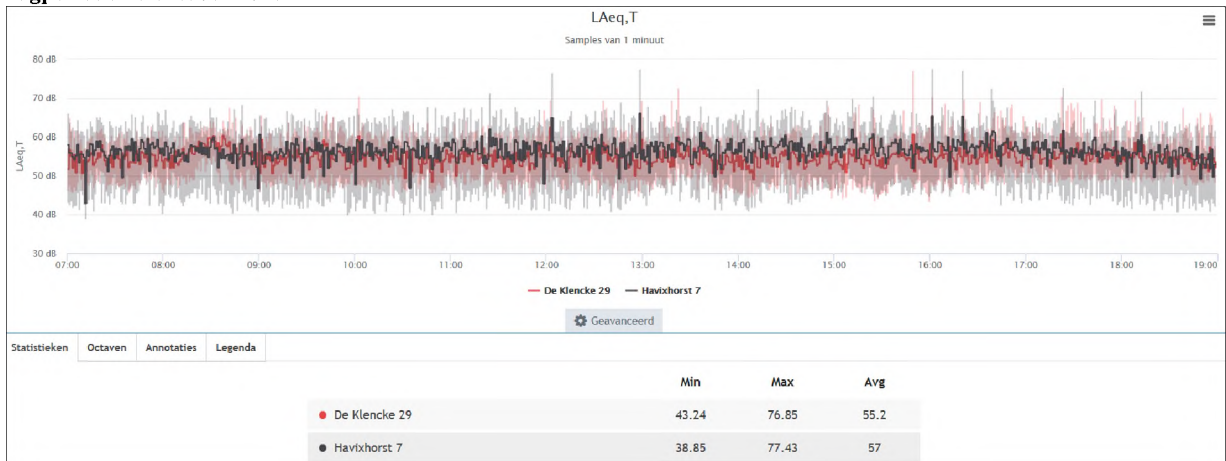 LAeq,T
Samples van 1 minuut
80 dB
70 dB
60 dB
50 dB
40 dB
30 dB
LAeq,T
07:00 08:00 09:00 10:00 11:00 12:00 13:00 14:00 15:00 16:00 17:00 18:00 19:00
De Klencke 29 Havixhorst 7
Geavanceerd
Statistieken Octaven Annotaties Legenda
Min Max Avg
De Klencke 29 43.24 76.85 55.2
Havixhorst 7 38.85 77.43 57